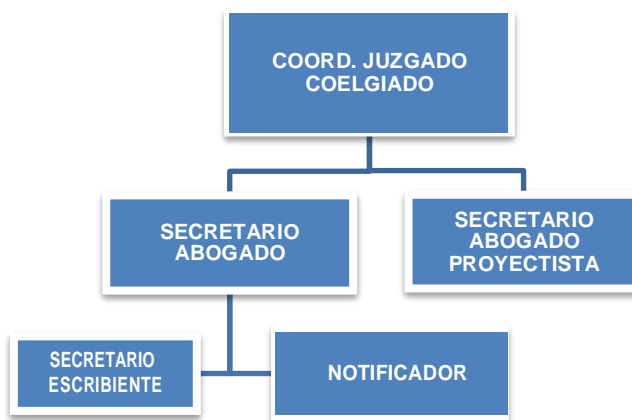 COORD. JUZGADO
COELGIADO
SECRETARIO
ABOGADO
SECRETARIO
ABOGADO
PROYECTISTA
SECRETARIO
ESCRIBIENTE
NOTIFICADOR